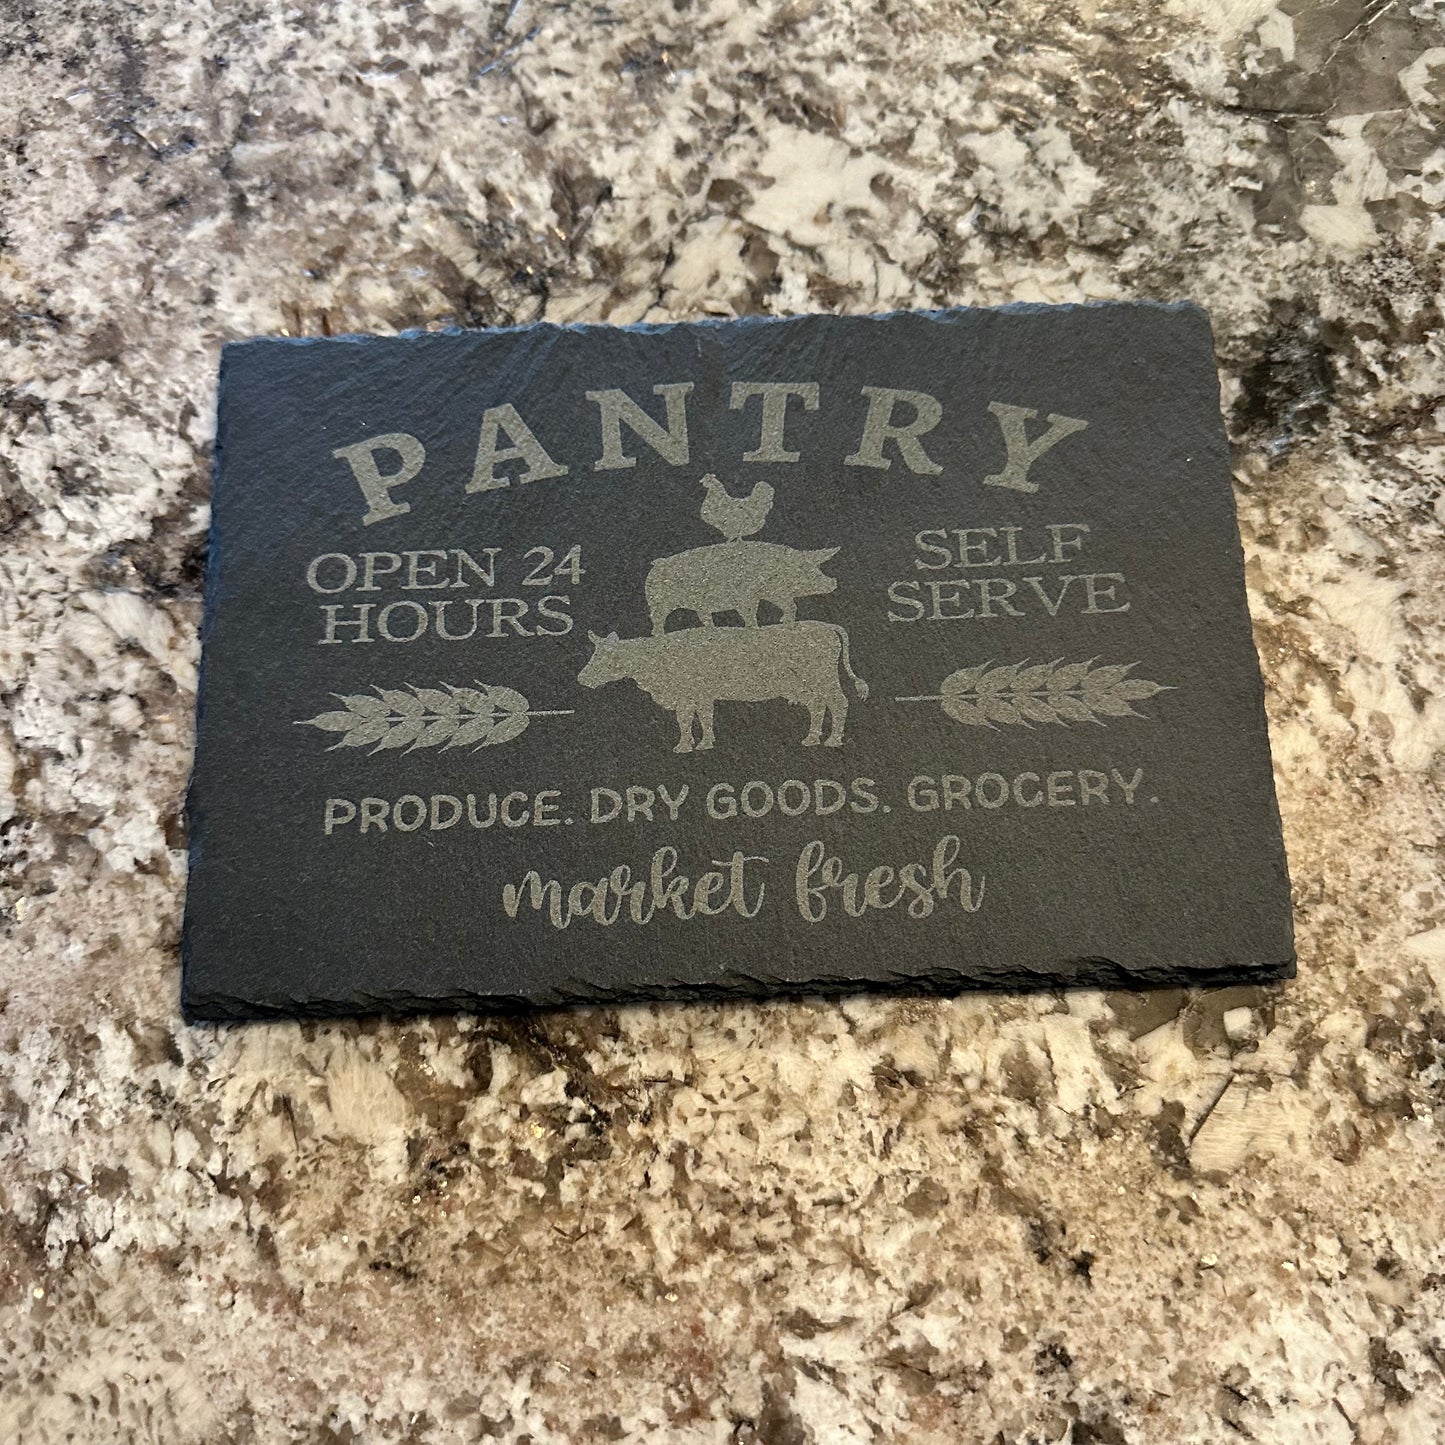 PANTRY
OPEN 24
HOURS
SELF
SERVE
PRODUCE. DRY GOODS. GROCERY.
market fresh